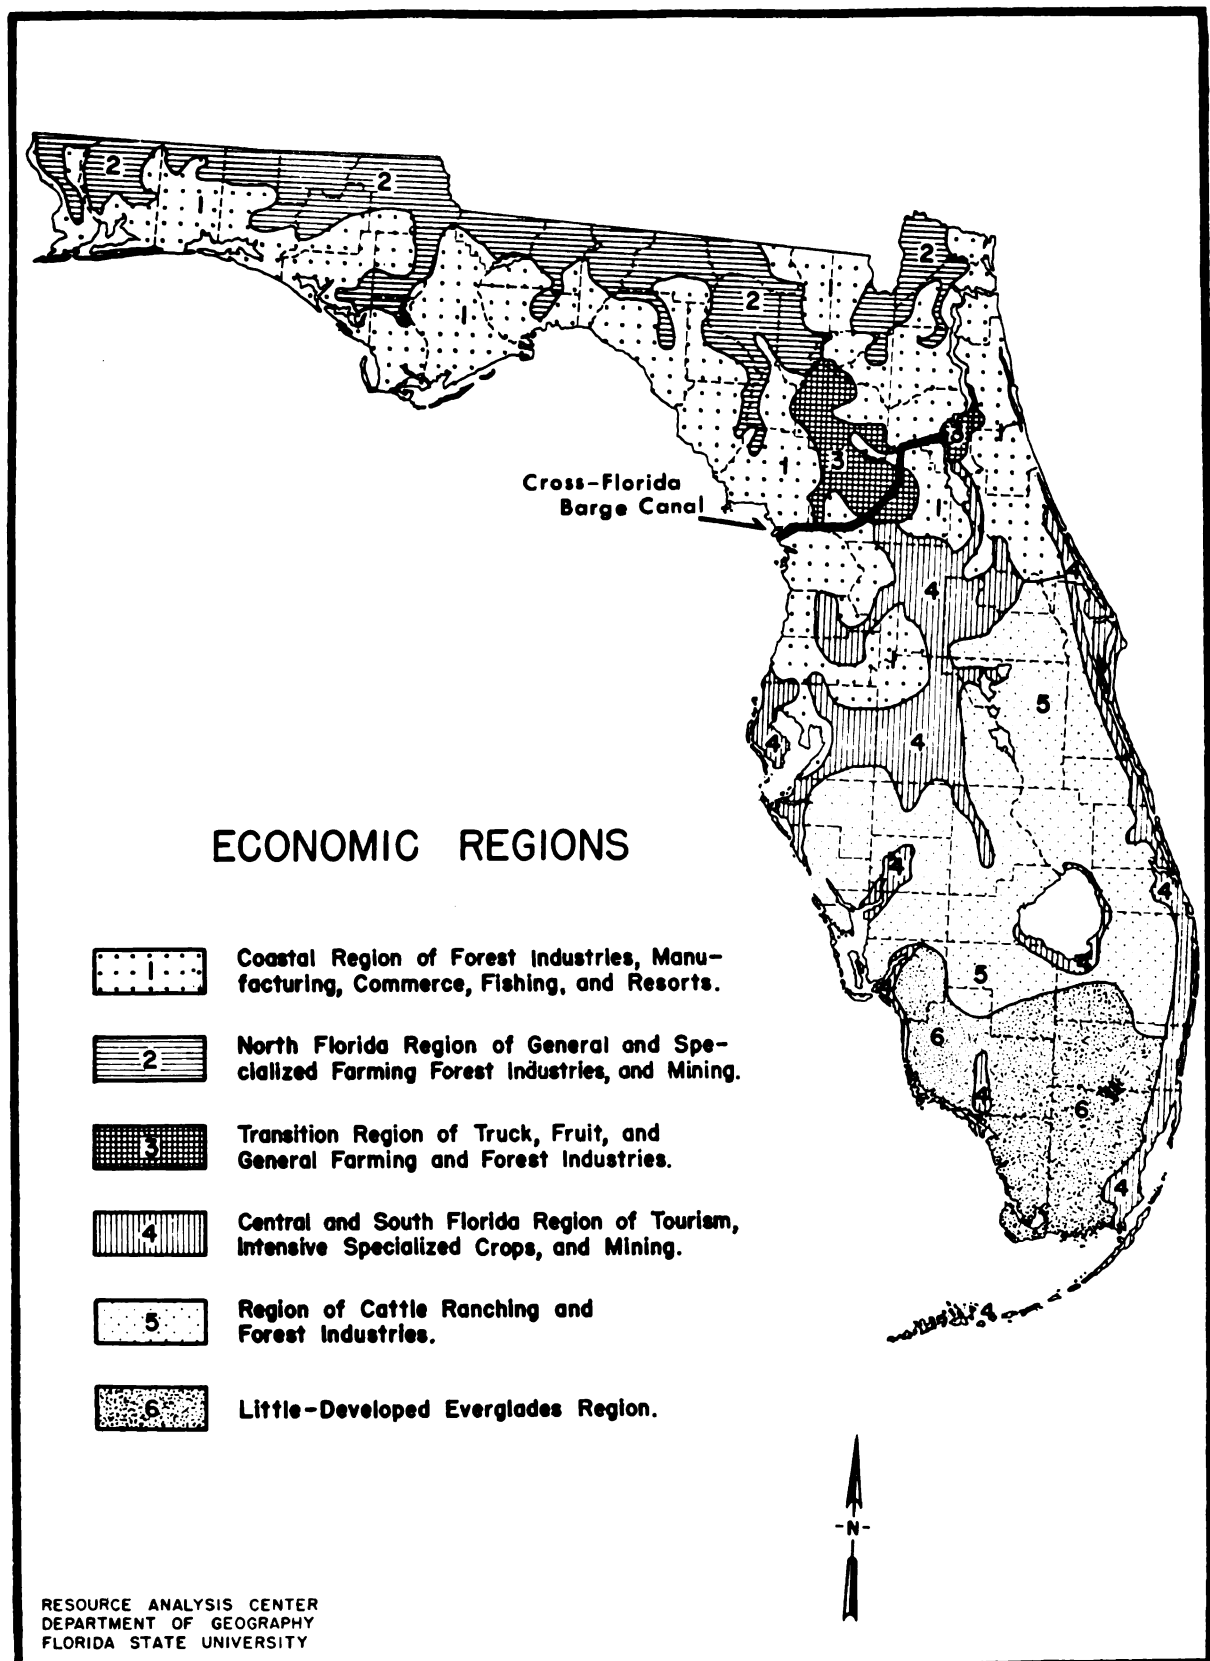 2
2
2
1
1
2
1
3
3
1
Cross-Florida
Barge Canal
1
4
4
1
5
4
4
ECONOMIC REGIONS
4
4
1 Coastal Region of Forest Industries, Manu-
facturing, Commerce, Fishing, and Resorts.
5
2 North Florida Region of General and Spe-
cialized Farming Forest Industries, and Mining.
6
4
6
3 Transition Region of Truck, Fruit, and
General Farming and Forest Industries.
4
4 Central and South Florida Region of Tourism,
Intensive Specialized Crops, and Mining.
5 Region of Cattle Ranching and
Forest Industries.
4
6 Little-Developed Everglades Region.
-N-
RESOURCE ANALYSIS CENTER
DEPARTMENT OF GEOGRAPHY
FLORIDA STATE UNIVERSITY